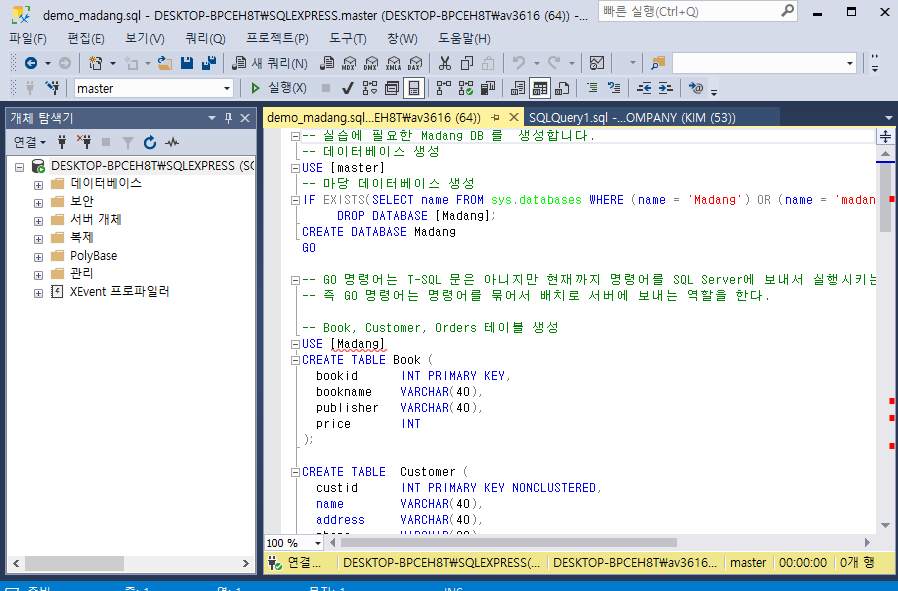 demo_madang.sql - DESKTOP-BPCEH8T₩SQLEXPRESS.master (DESKTOP-BPCEH8T₩av3616 (64)) -...
빠른 실행(Ctrl+Q)
파일(F) 편집(E) 보기(V) 쿼리(Q) 프로젝트(P) 도구(T) 창(W) 도움말(H)
새 쿼리(N) MDX DMX XMLA DAX
master 실행(X)
개체 탐색기
demo_madang.sql...EH8T₩av3616 (64))
SQLQuery1.sql -...OMPANY (KIM (53))
연결
DESKTOP-BPCEH8T₩SQLEXPRESS (SC
데이터베이스
보안
서버 개체
복제
PolyBase
관리
XEvent 프로파일러
-- 실습에 필요한 Madang DB 를  생성합니다.
-- 데이터베이스 생성
USE [master]
-- 마당 데이터베이스 생성
IF EXISTS(SELECT name FROM sys.databases WHERE (name = 'Madang') OR (name = 'madan
DROP DATABASE [Madang];
CREATE DATABASE Madang
GO
-- GO 명령어는 T-SQL 문은 아니지만 현재까지 명령어를 SQL Server에 보내서 실행시키는
-- 즉 GO 명령어는 명령어를 묶어서 배치로 서버에 보내는 역할을 한다.
-- Book, Customer, Orders 테이블 생성
USE [Madang]
CREATE TABLE Book (
bookid INT PRIMARY KEY,
bookname VARCHAR(40),
publisher VARCHAR(40),
price INT
);
CREATE TABLE  Customer (
custid INT PRIMARY KEY NONCLUSTERED,
name VARCHAR(40),
address VARCHAR(40),
100 %
연결... DESKTOP-BPCEH8T₩SQLEXPRESS(... DESKTOP-BPCEH8T₩av3616... master 00:00:00 0개 행